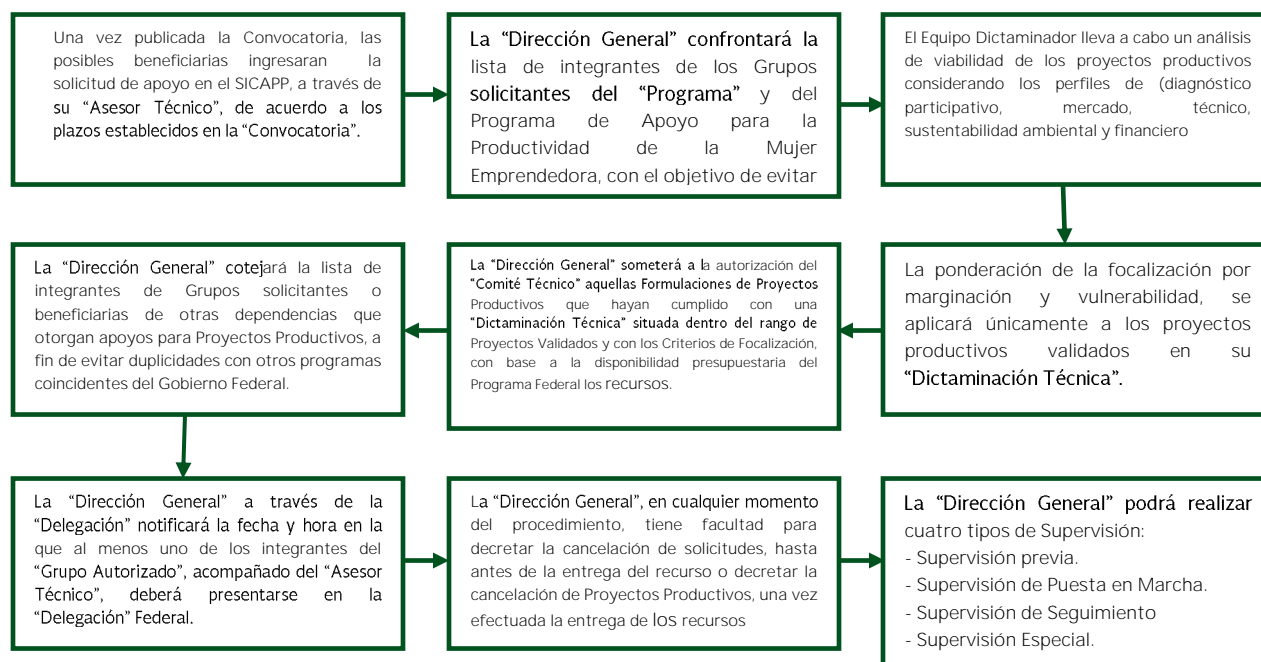 Una vez publicada la Convocatoria, las
posibles beneficiarias ingresaran la
solicitud de apoyo en el SICAPP, a través de
su “Asesor Técnico”, de acuerdo a los
plazos establecidos en la “Convocatoria”.
La “Dirección General” confrontará la
lista de integrantes de los Grupos
solicitantes del “Programa” y del
Programa de Apoyo para la
Productividad de la Mujer
Emprendedora, con el objetivo de evitar
El Equipo Dictaminador lleva a cabo un análisis
de viabilidad de los proyectos productivos
considerando los perfiles de (diagnóstico
participativo, mercado, técnico,
sustentabilidad ambiental y financiero
La ponderación de la focalización por
marginación y vulnerabilidad, se
aplicará únicamente a los proyectos
productivos validados en su
“Dictaminación Técnica”.
La “Dirección General” someterá a la autorización del
“Comité Técnico” aquellas Formulaciones de Proyectos
Productivos que hayan cumplido con una
“Dictaminación Técnica” situada dentro del rango de
Proyectos Validados y con los Criterios de Focalización,
con base a la disponibilidad presupuestaria del
Programa Federal los recursos.
La “Dirección General” cotejará la lista de
integrantes de Grupos solicitantes o
beneficiarias de otras dependencias que
otorgan apoyos para Proyectos Productivos, a
fin de evitar duplicidades con otros programas
coincidentes del Gobierno Federal.
La “Dirección General” a través de la
“Delegación” notificará la fecha y hora en la
que al menos uno de los integrantes del
“Grupo Autorizado”, acompañado del “Asesor
Técnico”, deberá presentarse en la
“Delegación” Federal.
La “Dirección General”, en cualquier momento
del procedimiento, tiene facultad para
decretar la cancelación de solicitudes, hasta
antes de la entrega del recurso o decretar la
cancelación de Proyectos Productivos, una vez
efectuada la entrega de los recursos
La “Dirección General” podrá realizar
cuatro tipos de Supervisión:
- Supervisión previa.
- Supervisión de Puesta en Marcha.
- Supervisión de Seguimiento
- Supervisión Especial.